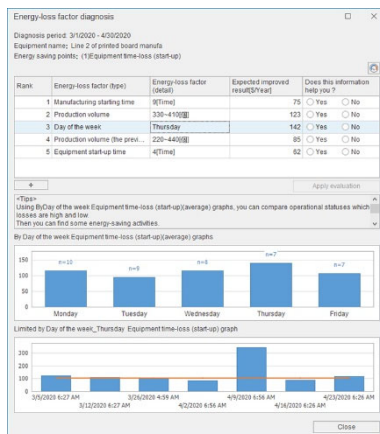 Energy-loss factor diagnosis
Diagnosis period: 3/1/2020 - 4/30/2020
Equipment name; Line 2 of printed board manufa
Energy saving points; (1)Equipment time-loss (start-up)
Rank Energy-loss factor (type) Energy-loss factor (detail) Expected improved result[$/Year] Does this information help you ?
1 Manufacturing starting time 9[Time] 75 Yes No
2 Production volume 330~410[個] 123 Yes No
3 Day of the week Thursday 142 Yes No
4 Production volume (the previ... 220~440[個] 85 Yes No
5 Equipment start-up time 4[Time] 62 Yes No
+ Apply evaluation
<Tips>
Using ByDay of the week Equipment time-loss (start-up)(average) graphs, you can compare operational statuses which
losses are high and low.
Then you can find some energy-saving activities.
By Day of the week Equipment time-loss (start-up)(average) graphs
150
100
50
0
n=10 n=9 n=8 n=7 n=7
Monday Tuesday Wednesday Thursday Friday
Limited by Day of the week_Thursday Equipment time-loss (start-up) graph
300
200
100
0
3/5/2020 6:27 AM 3/26/2020 4:59 AM 4/9/2020 6:56 AM 4/23/2020 6:26 AM
3/12/2020 6:27 AM 4/2/2020 6:56 AM 4/16/2020 6:26 AM
Close